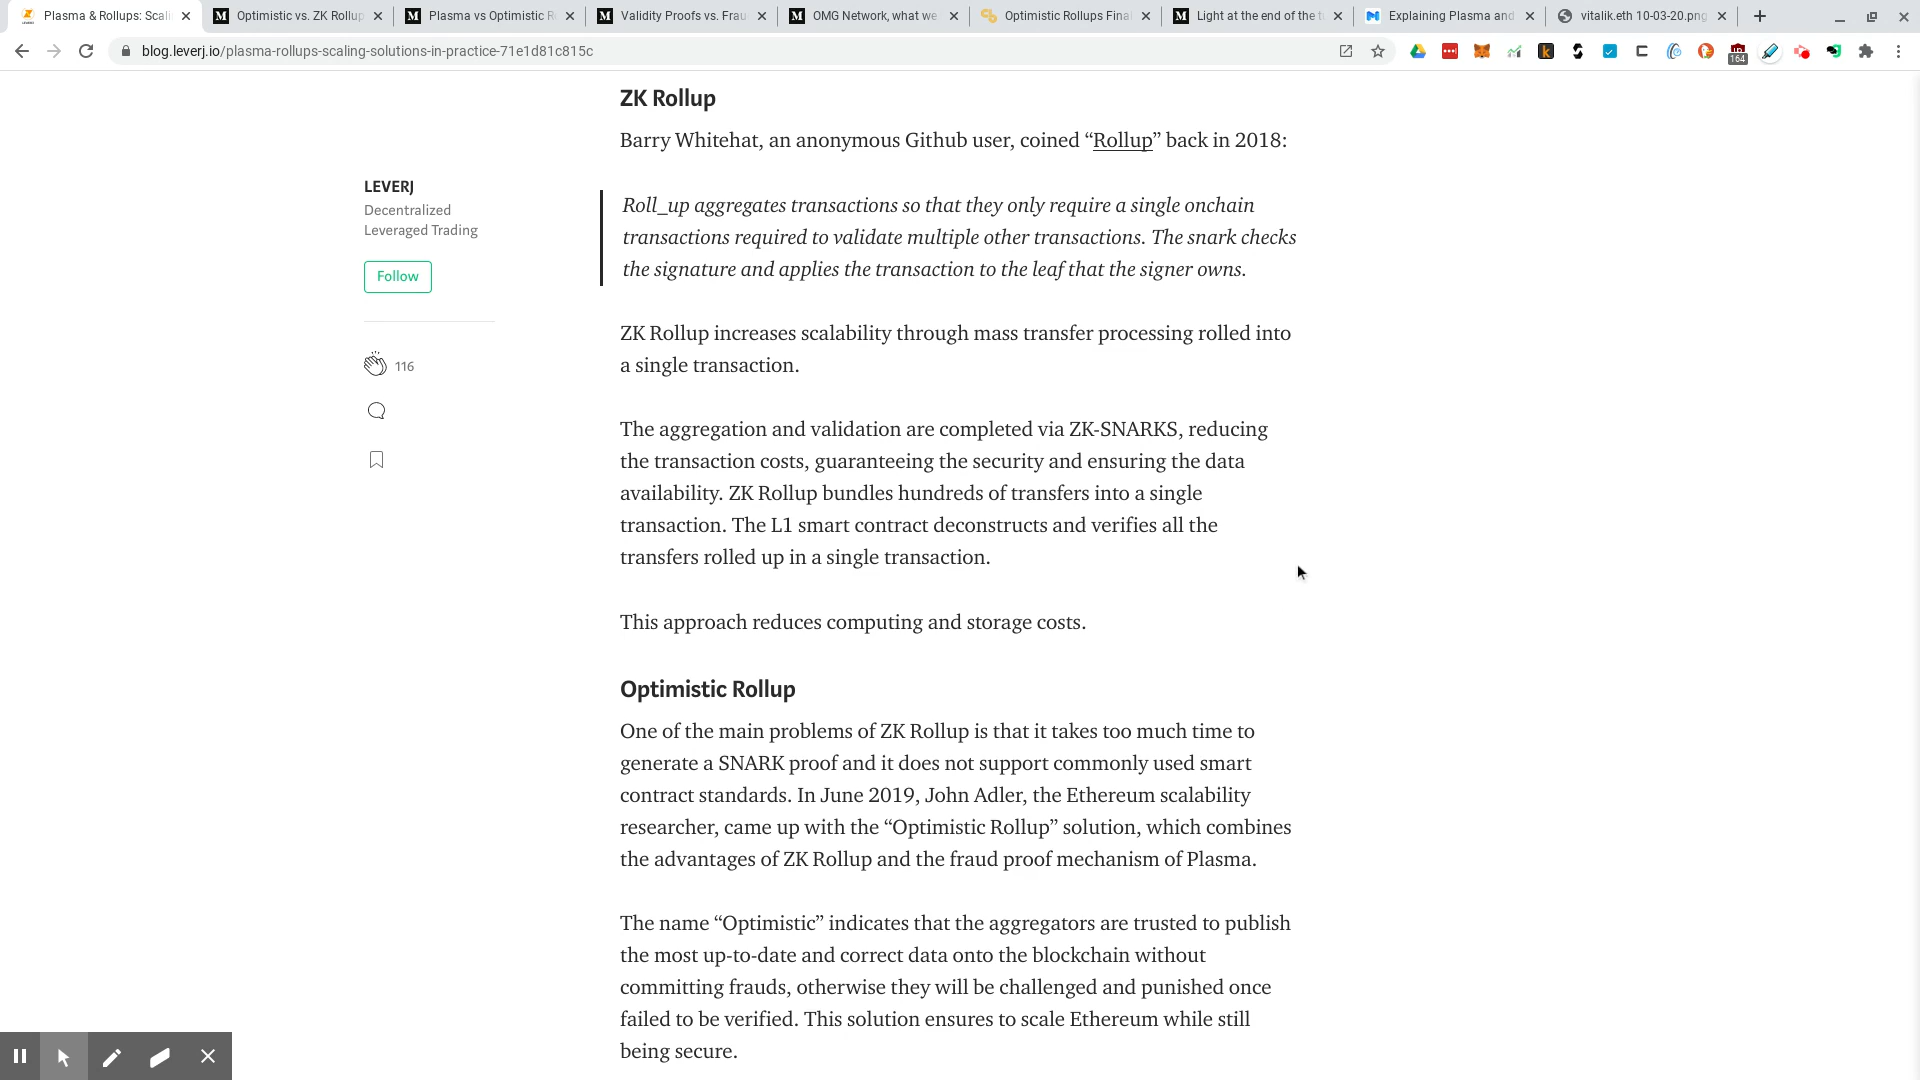 Plasma & Rollups: Scali
Optimistic vs. ZK Rollup
Plasma vs Optimistic R
Validity Proofs vs. Frau
OMG Network, what we
Optimistic Rollups Fina
Light at the end of the t
Explaining Plasma and
vitalik.eth 10-03-20.png
blog.leverj.io/plasma-rollups-scaling-solutions-in-practice-71e1d81c815c
164
LEVERJ
Decentralized
Leveraged Trading
Follow
116
ZK Rollup
Barry Whitehat, an anonymous Github user, coined “Rollup” back in 2018:
Roll_up aggregates transactions so that they only require a single onchain
transactions required to validate multiple other transactions. The snark checks
the signature and applies the transaction to the leaf that the signer owns.
ZK Rollup increases scalability through mass transfer processing rolled into
a single transaction.
The aggregation and validation are completed via ZK-SNARKS, reducing
the transaction costs, guaranteeing the security and ensuring the data
availability. ZK Rollup bundles hundreds of transfers into a single
transaction. The L1 smart contract deconstructs and verifies all the
transfers rolled up in a single transaction.
This approach reduces computing and storage costs.
Optimistic Rollup
One of the main problems of ZK Rollup is that it takes too much time to
generate a SNARK proof and it does not support commonly used smart
contract standards. In June 2019, John Adler, the Ethereum scalability
researcher, came up with the “Optimistic Rollup” solution, which combines
the advantages of ZK Rollup and the fraud proof mechanism of Plasma.
The name “Optimistic” indicates that the aggregators are trusted to publish
the most up-to-date and correct data onto the blockchain without
committing frauds, otherwise they will be challenged and punished once
failed to be verified. This solution ensures to scale Ethereum while still
being secure.